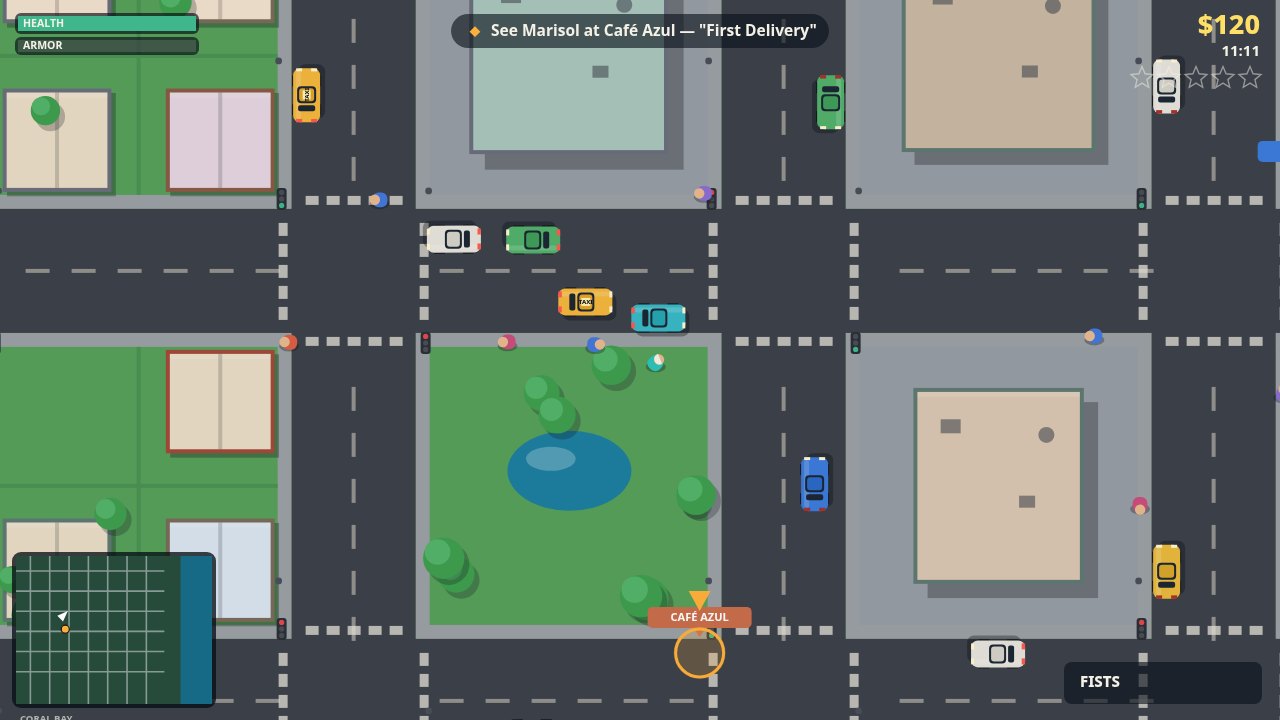 HEALTH
ARMOR
◆ See Marisol at Café Azul — "First Delivery"
$120
11:11
TAXI
TAXI
CAFÉ AZUL
FISTS
CORAL BAY